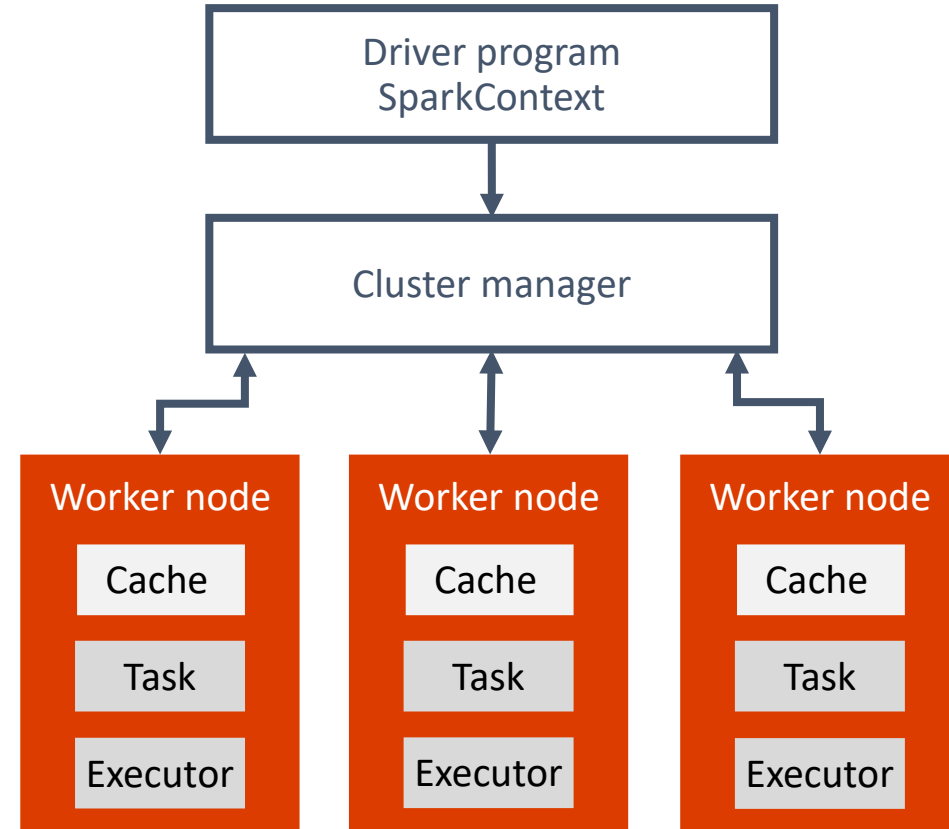 Driver program
SparkContext
Cluster manager
Worker node
Cache
Task
Executor
Worker node
Cache
Task
Executor
Worker node
Cache
Task
Executor